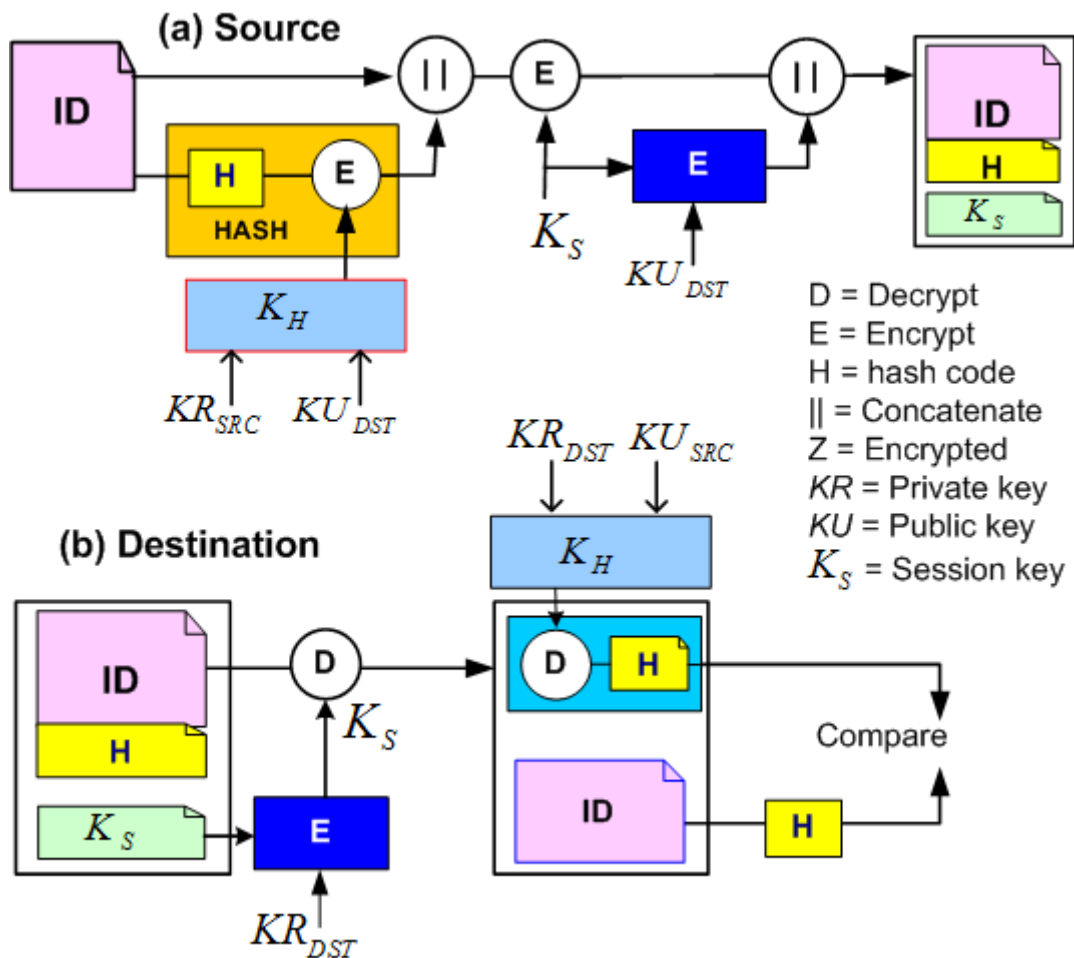 (a) Source
ID
||
E
||
ID
H
E
H
E
HASH
K_S
K_S
K_H
KU_DST
KR_SRC
KU_DST
D = Decrypt
E = Encrypt
H = hash code
|| = Concatenate
Z = Encrypted
KR = Private key
KU = Public key
K_S = Session key
KR_DST
KU_SRC
(b) Destination
K_H
ID
D
D
H
H
K_S
Compare
K_S
E
ID
H
KR_DST